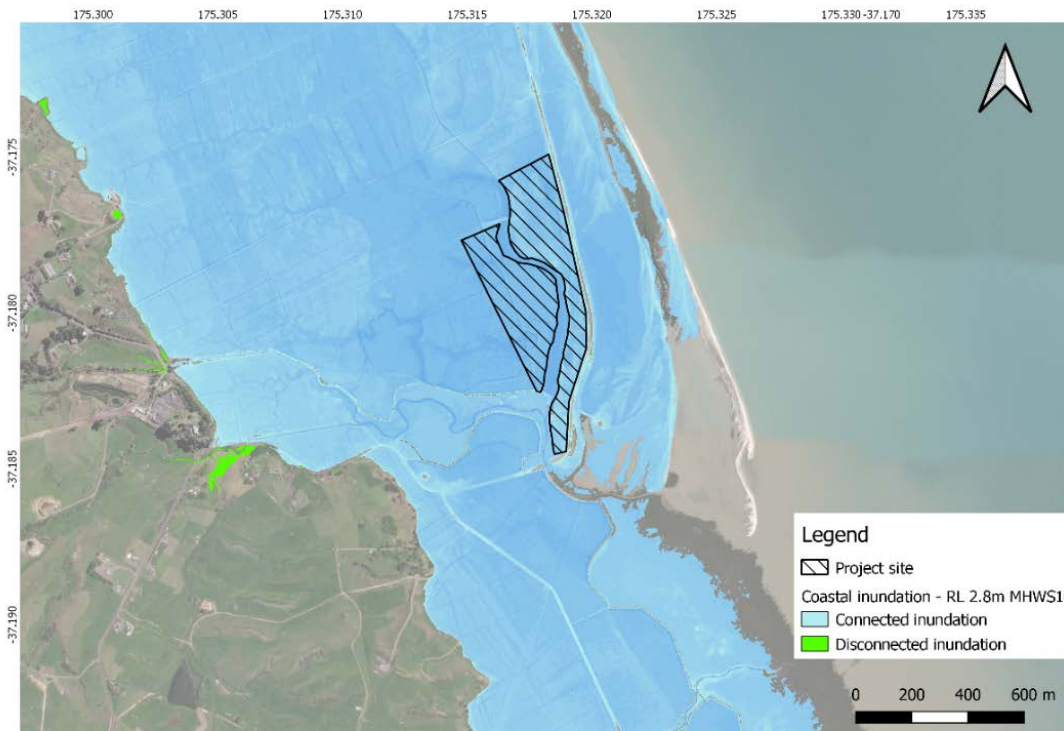 175.300 175.305 175.310 175.315 175.320 175.325 175.330 -37.170 175.335
-37.175
-37.180
-37.185
-37.190
Legend
Project site
Coastal inundation - RL 2.8m MHWS1
Connected inundation
Disconnected inundation
0 200 400 600 m